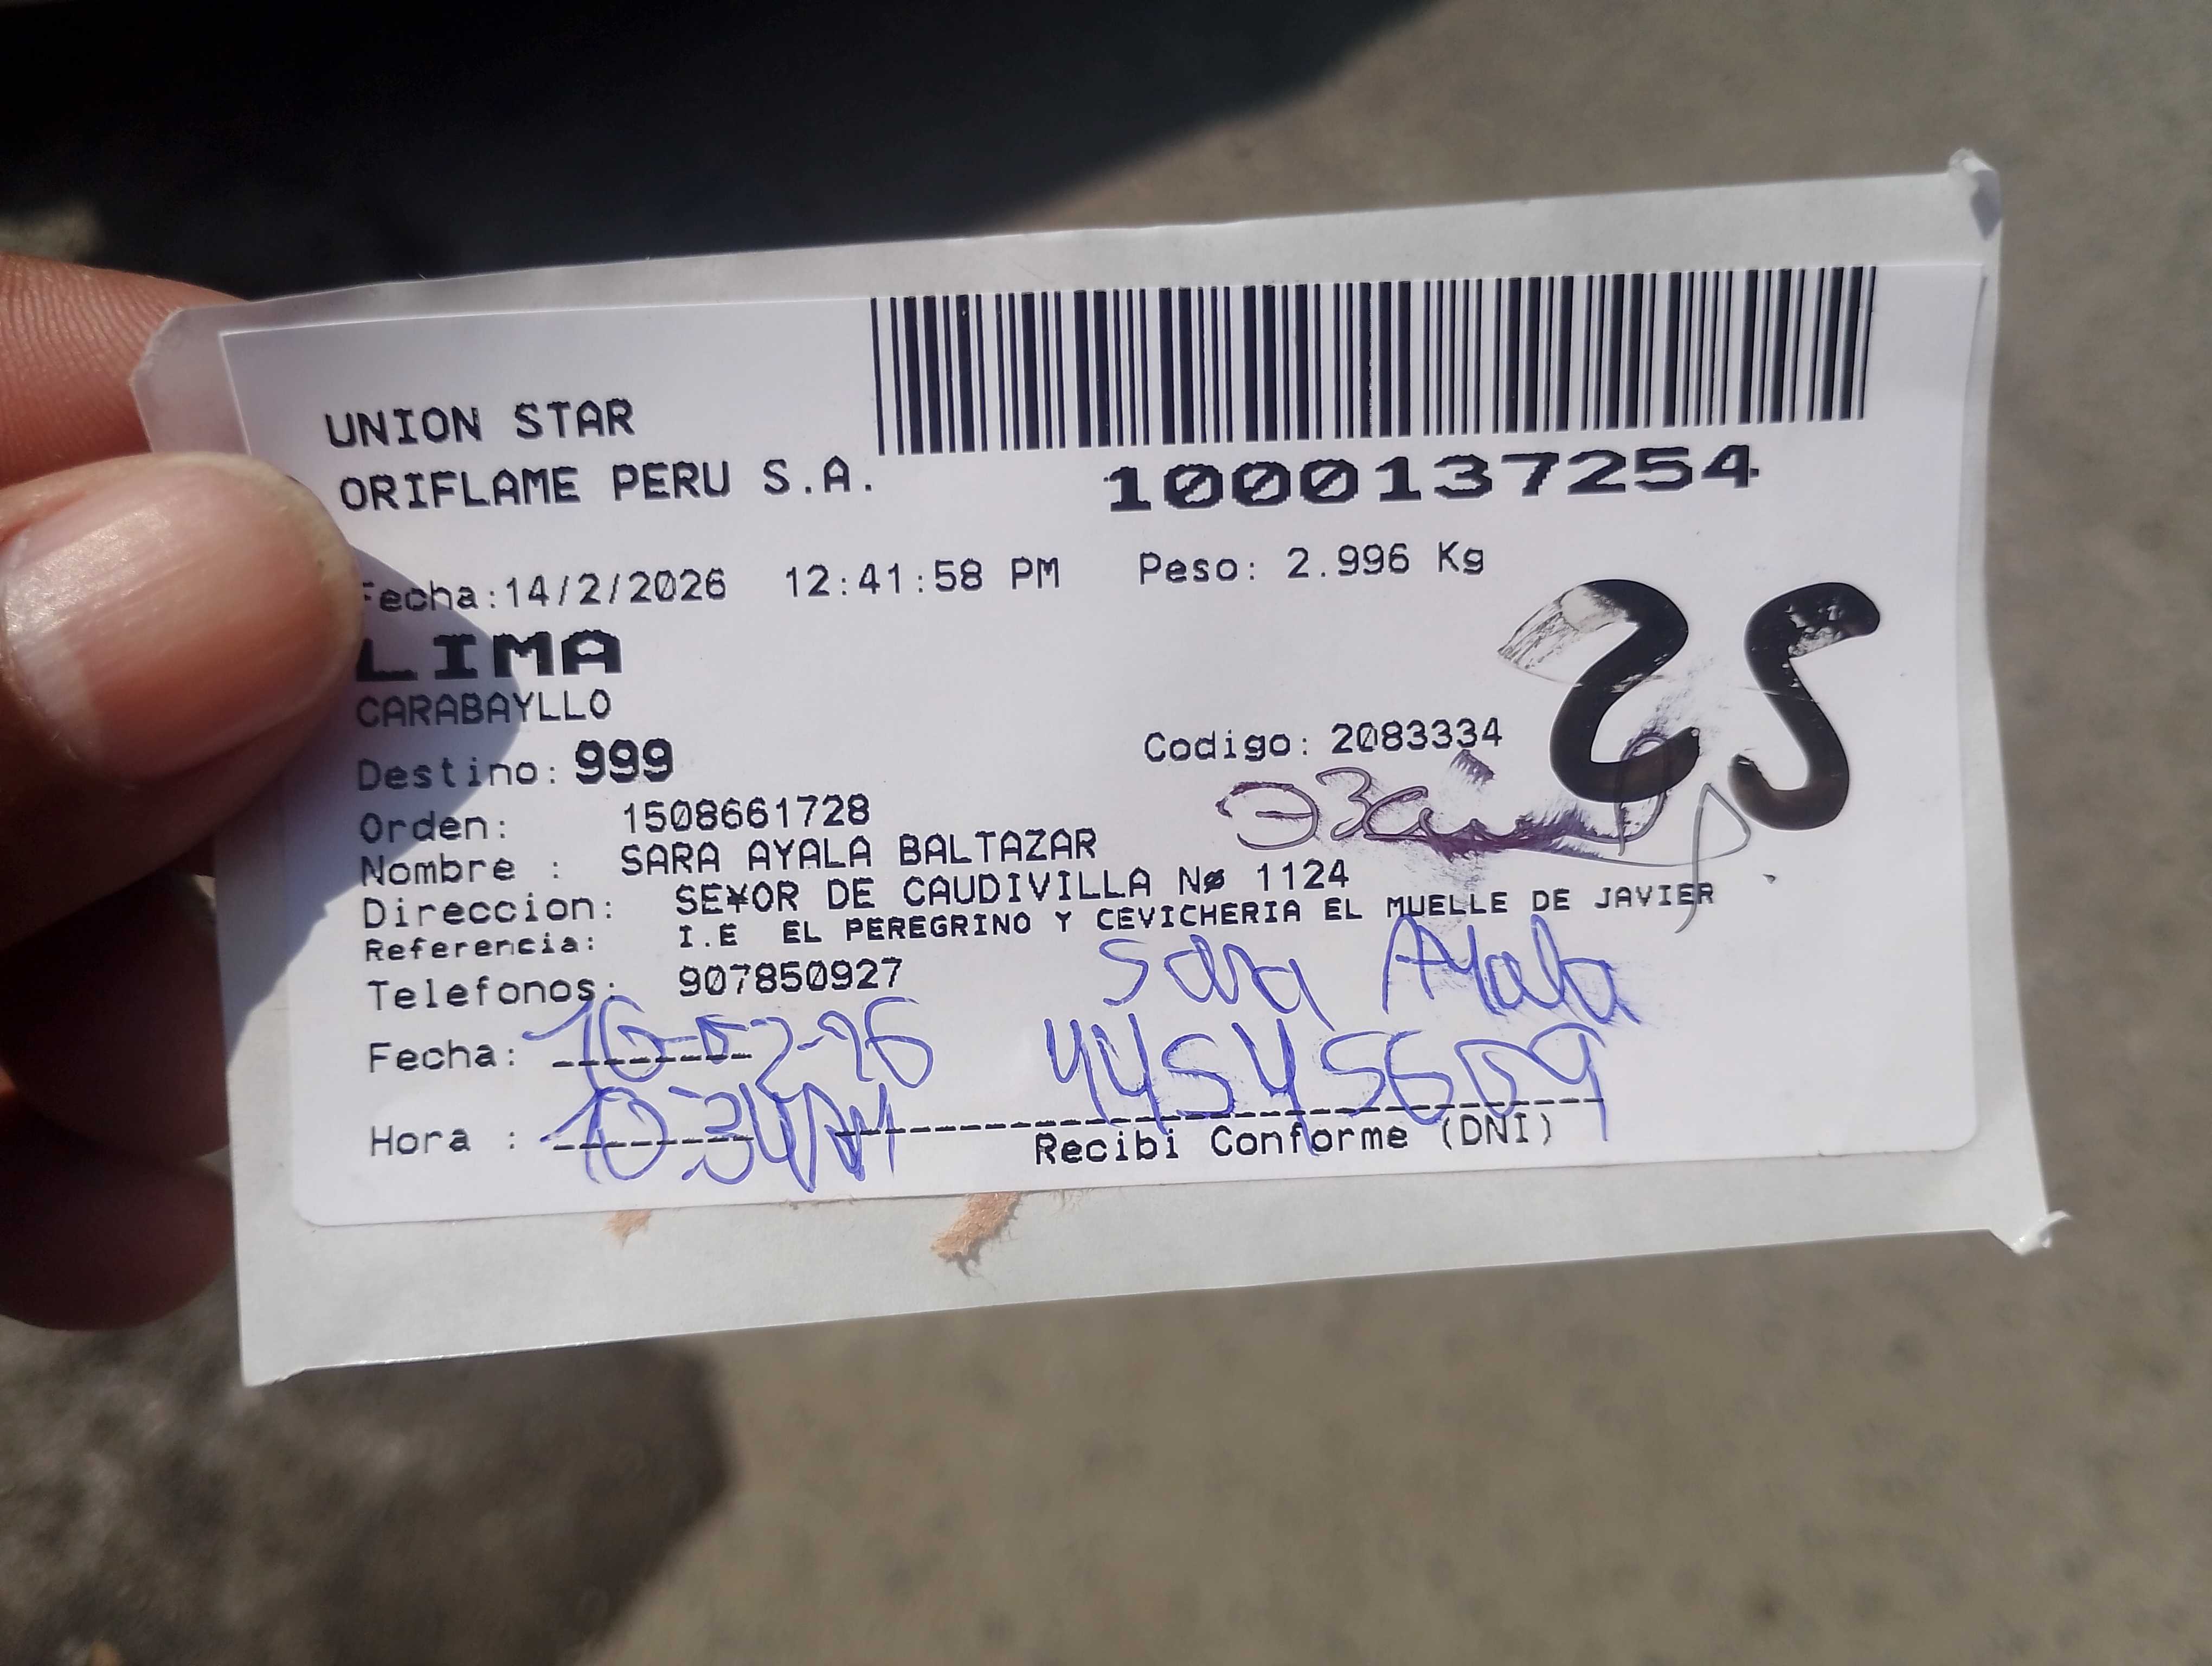 UNION STAR
ORIFLAME PERU S.A.
1000137254
Fecha:14/2/2026 12:41:58 PM Peso: 2.996 Kg
LIMA
CARABAYLLO
25
Destino: 999 Codigo: 2083334
Orden: 1508661728
Nombre : SARA AYALA BALTAZAR
Direccion: SE¥OR DE CAUDIVILLA Nø 1124
Referencia: I.E EL PEREGRINO Y CEVICHERIA EL MUELLE DE JAVIER
Telefonos: 907850927
Sara Ayala
Fecha: 16-02-26
Hora : 10:34AM
Recibi Conforme (DNI)